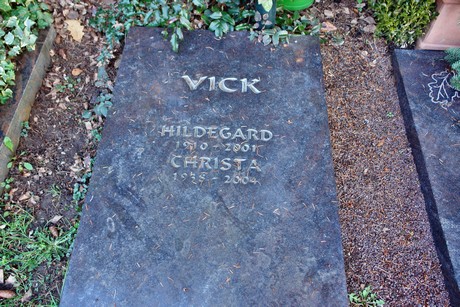 VICK
HILDEGARD
1910 - 2001
CHRISTA